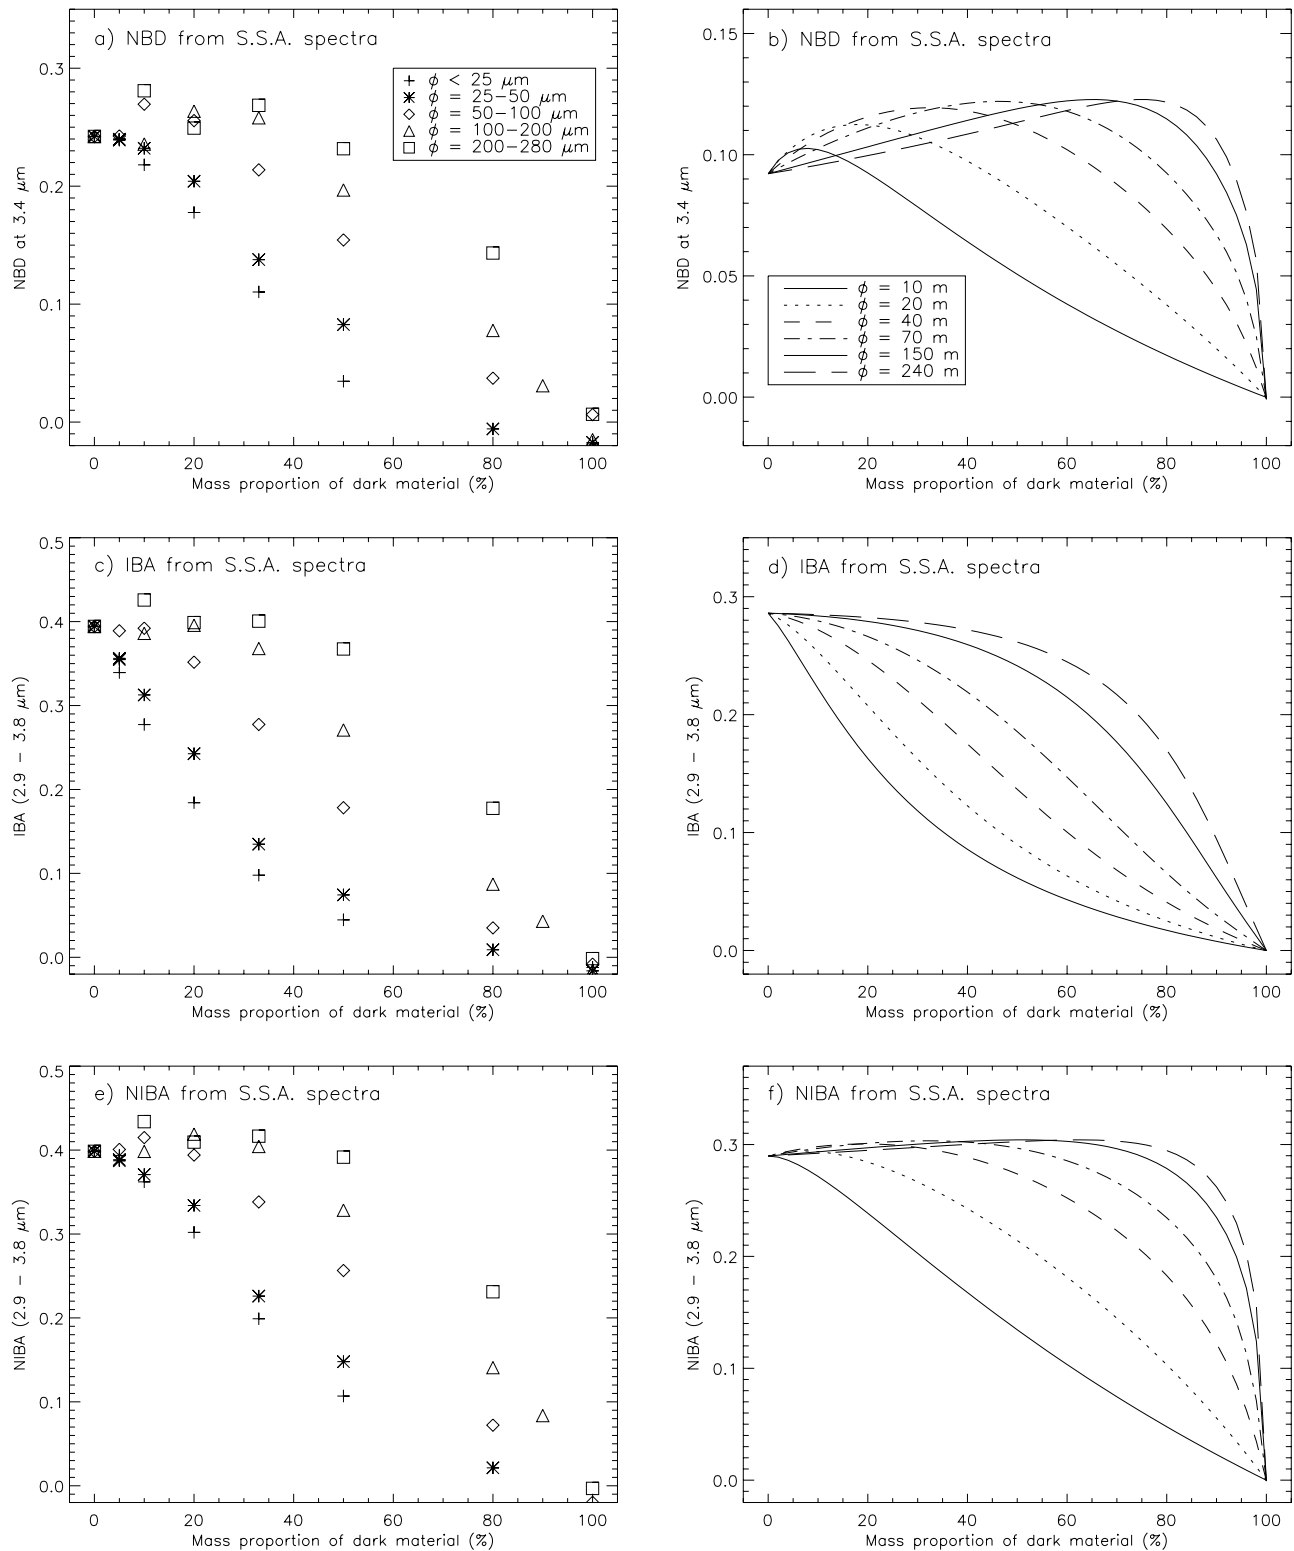 a) NBD from S.S.A. spectra
ϕ < 25 μm
ϕ = 25−50 μm
ϕ = 50−100 μm
ϕ = 100−200 μm
ϕ = 200−280 μm
NBD at 3.4 μm
0.3
0.2
0.1
0.0
0 20 40 60 80 100
Mass proportion of dark material (%)
b) NBD from S.S.A. spectra
ϕ = 10 m
ϕ = 20 m
ϕ = 40 m
ϕ = 70 m
ϕ = 150 m
ϕ = 240 m
NBD at 3.4 μm
0.15
0.10
0.05
0.00
0 20 40 60 80 100
Mass proportion of dark material (%)
c) IBA from S.S.A. spectra
IBA (2.9 − 3.8 μm)
0.5
0.4
0.3
0.2
0.1
0.0
0 20 40 60 80 100
Mass proportion of dark material (%)
d) IBA from S.S.A. spectra
IBA (2.9 − 3.8 μm)
0.3
0.2
0.1
0.0
0 20 40 60 80 100
Mass proportion of dark material (%)
e) NIBA from S.S.A. spectra
NIBA (2.9 − 3.8 μm)
0.5
0.4
0.3
0.2
0.1
0.0
0 20 40 60 80 100
Mass proportion of dark material (%)
f) NIBA from S.S.A. spectra
NIBA (2.9 − 3.8 μm)
0.3
0.2
0.1
0.0
0 20 40 60 80 100
Mass proportion of dark material (%)